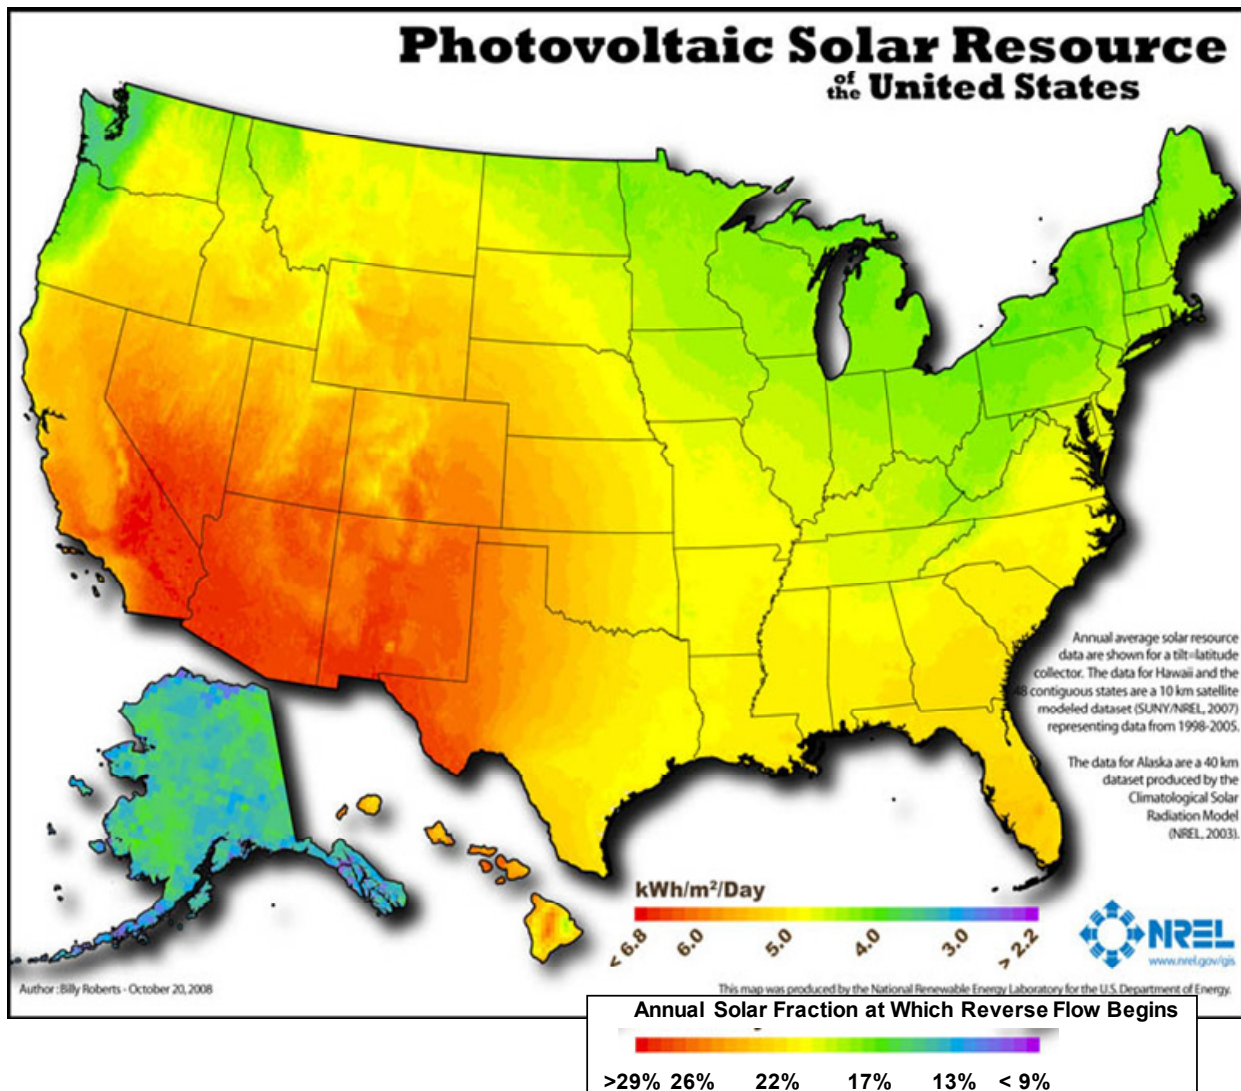 Photovoltaic Solar Resource
of the United States
Annual average solar resource
data are shown for a tilt=latitude
collector. The data for Hawaii and the
48 contiguous states are a 10 km satellite
modeled dataset (SUNY/NREL, 2007)
representing data from 1998-2005.
The data for Alaska are a 40 km
dataset produced by the
Climatological Solar
Radiation Model
(NREL, 2003).
kWh/m²/Day
< 6.8 6.0 5.0 4.0 3.0 > 2.2
NREL
www.nrel.gov/gis
Author : Billy Roberts - October 20, 2008
This map was produced by the National Renewable Energy Laboratory for the U.S. Department of Energy.
Annual Solar Fraction at Which Reverse Flow Begins
>29% 26% 22% 17% 13% < 9%